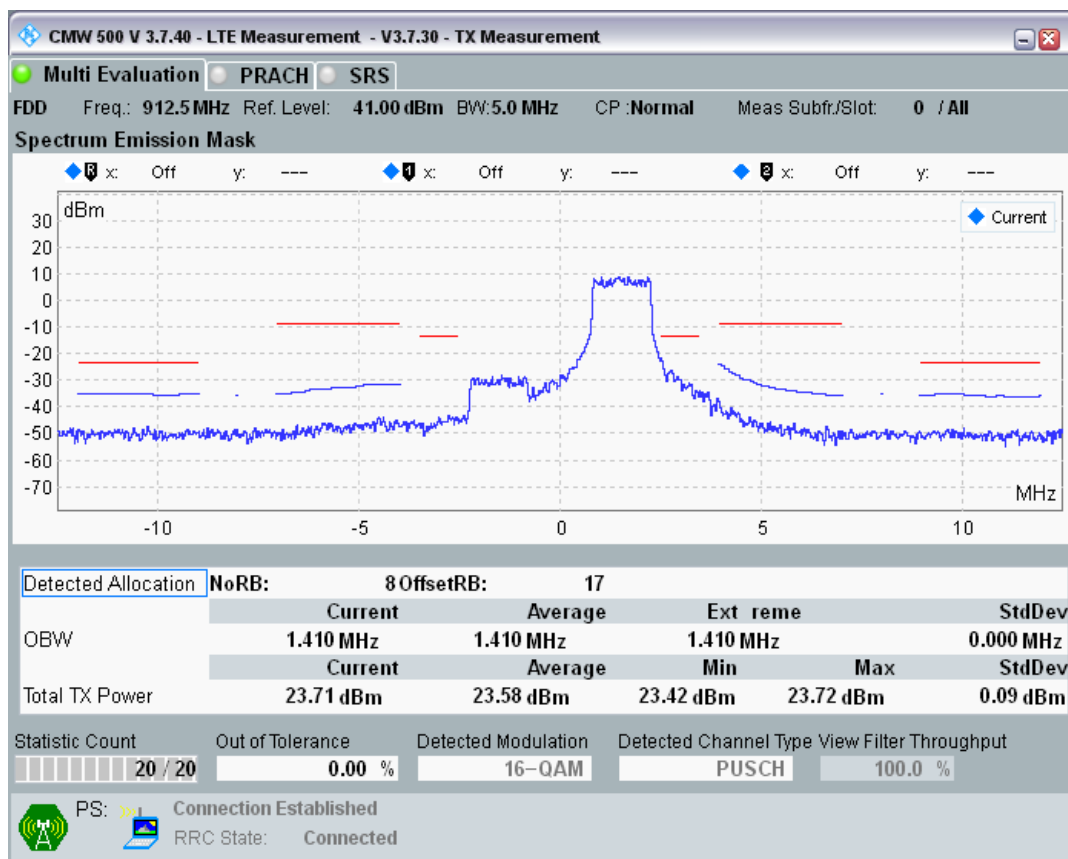 CMW 500 V 3.7.40 - LTE Measurement - V3.7.30 - TX Measurement
Multi Evaluation PRACH SRS
FDD Freq.: 912.5 MHz Ref. Level: 41.00 dBm BW:5.0 MHz CP :Normal Meas Subfr./Slot: 0 / All
Spectrum Emission Mask
R x: Off y: --- 1 x: Off y: --- 2 x: Off y: ---
dBm
Current
30
20
10
0
-10
-20
-30
-40
-50
-60
-70
MHz
-10 -5 0 5 10
Detected Allocation NoRB: 8 OffsetRB: 17
Current Average Ext reme StdDev
OBW 1.410 MHz 1.410 MHz 1.410 MHz 0.000 MHz
Current Average Min Max StdDev
Total TX Power 23.71 dBm 23.58 dBm 23.42 dBm 23.72 dBm 0.09 dBm
Statistic Count Out of Tolerance Detected Modulation Detected Channel Type View Filter Throughput
20 / 20 0.00 % 16-QAM PUSCH 100.0 %
PS: Connection Established
RRC State: Connected